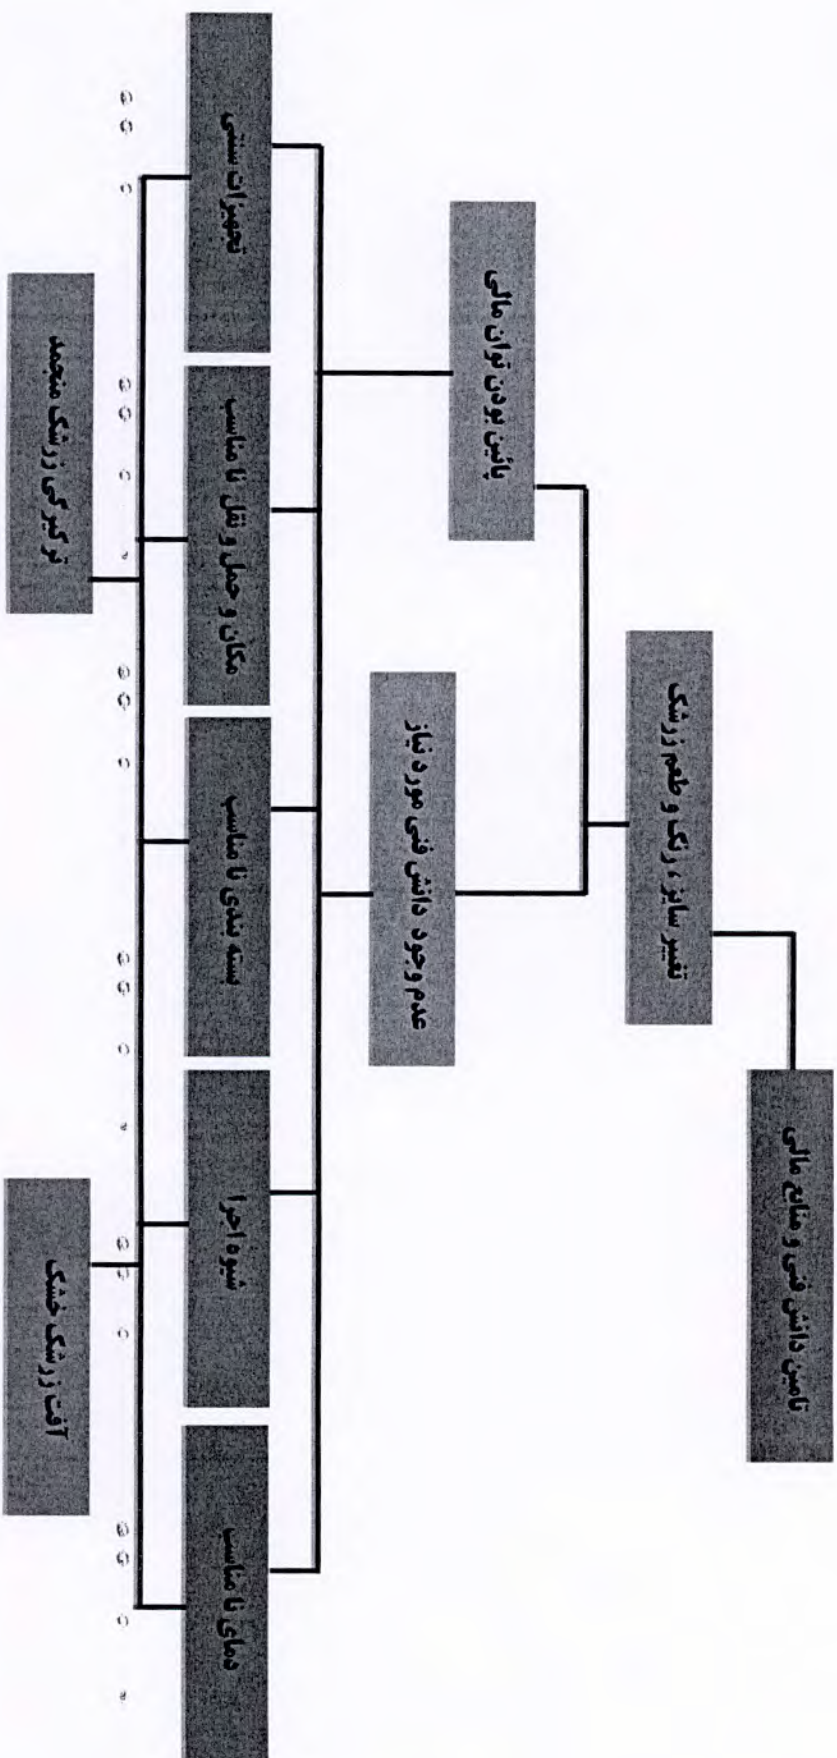 تامین دانش فنی و منابع مالی
تغییر سایز ، رنگ و طعم زرشک
پائین بودن توان مالی
عدم وجود دانش فنی مورد نیاز
دمای نا مناسب
شیوه اجرا
بسته بندی نا مناسب
مکان و حمل و نقل نا مناسب
تجهیزات سنتی
آفت زرشک خشک
ترکیدگی زرشک منجمد